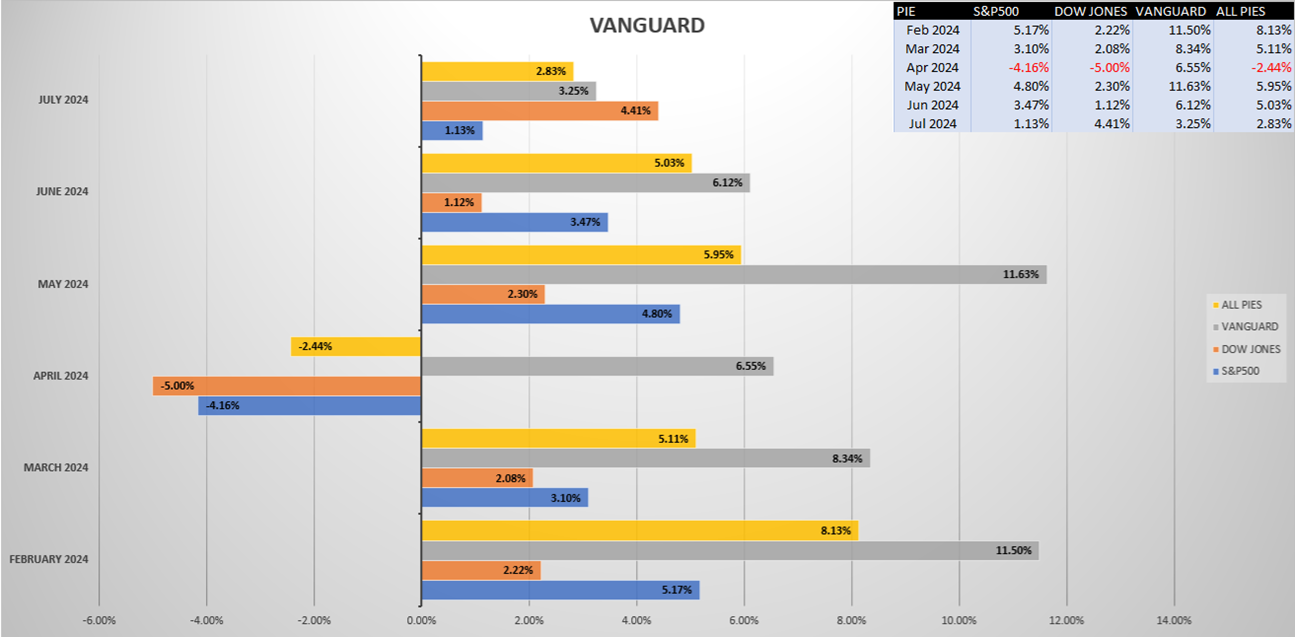 VANGUARD
PIE S&P500 DOW JONES VANGUARD ALL PIES
Feb 2024 5.17% 2.22% 11.50% 8.13%
Mar 2024 3.10% 2.08% 8.34% 5.11%
Apr 2024 -4.16% -5.00% 6.55% -2.44%
May 2024 4.80% 2.30% 11.63% 5.95%
Jun 2024 3.47% 1.12% 6.12% 5.03%
Jul 2024 1.13% 4.41% 3.25% 2.83%
JULY 2024
2.83%
3.25%
4.41%
1.13%
JUNE 2024
5.03%
6.12%
1.12%
3.47%
MAY 2024
5.95%
11.63%
2.30%
4.80%
APRIL 2024
-2.44%
6.55%
-5.00%
-4.16%
MARCH 2024
5.11%
8.34%
2.08%
3.10%
FEBRUARY 2024
8.13%
11.50%
2.22%
5.17%
ALL PIES
VANGUARD
DOW JONES
S&P500
-6.00% -4.00% -2.00% 0.00% 2.00% 4.00% 6.00% 8.00% 10.00% 12.00% 14.00%